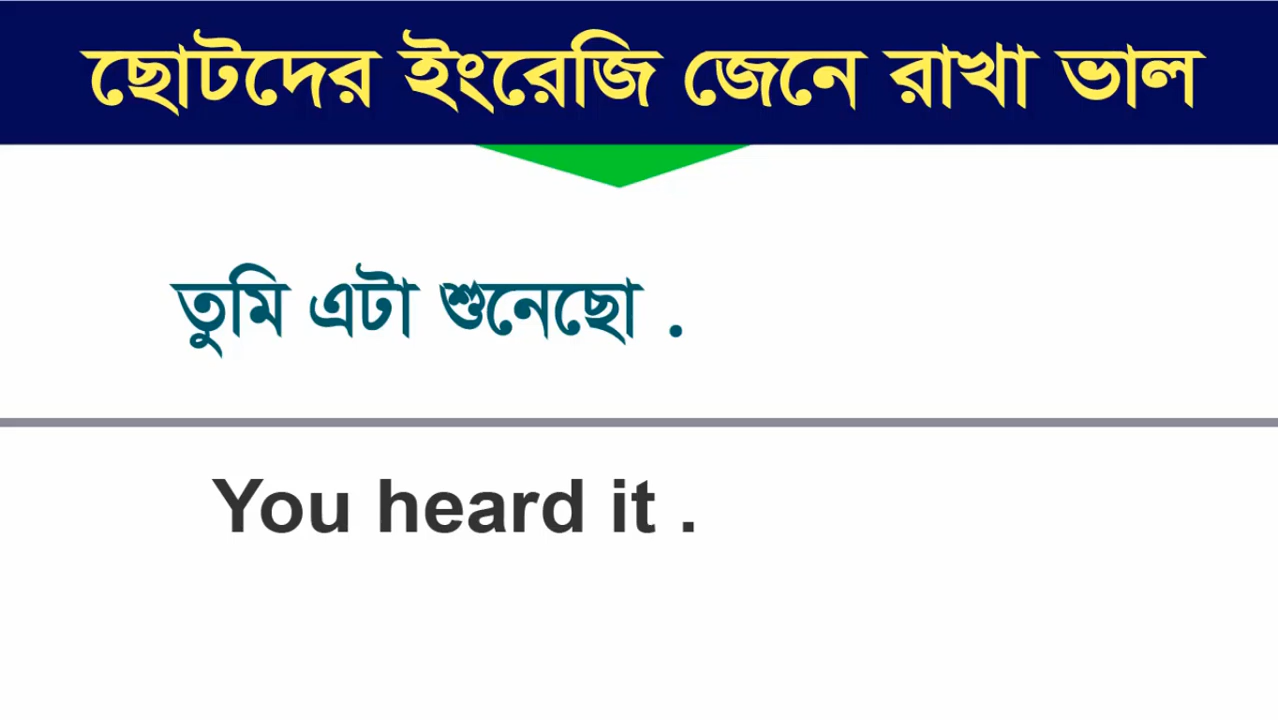 ছোটদের ইংরেজি জেনে রাখা ভাল
তুমি এটা শুনেছো .
You heard it .